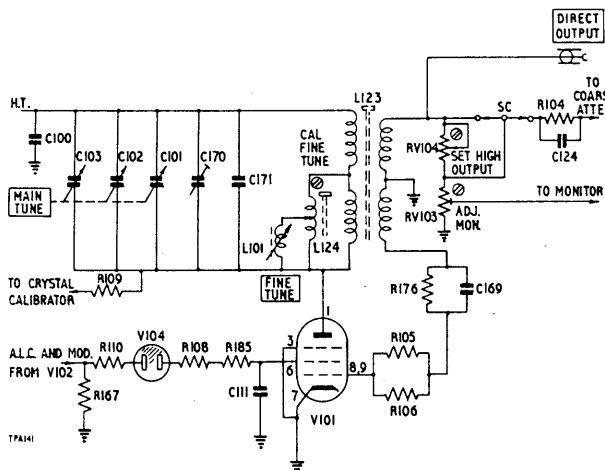 DIRECT
OUTPUT
L123
TO
COARS
ATTE
H.T.
SC
R104
C100
C103
C102
C101
C170
C171
CAL
FINE
TUNE
RV104
SET HIGH
OUTPUT
C124
MAIN
TUNE
TO MONITOR
RV103
ADJ.
MON.
L101
L124
FINE
TUNE
TO CRYSTAL
CALIBRATOR
R109
R176
C169
1
A.L.C. AND MOD.
FROM V102
R110
V104
R108
R185
3
6
7
8,9
R105
R106
R167
C111
V101
TPA141